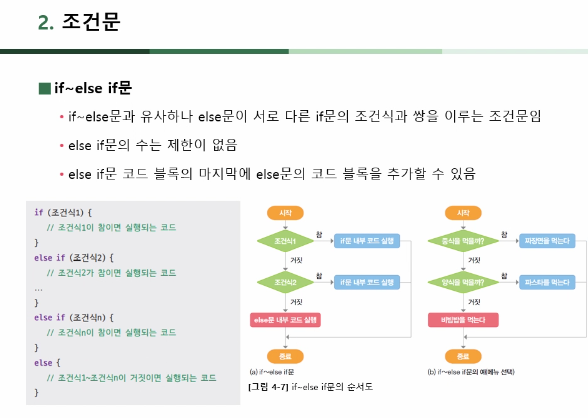 2. 조건문
■ if~else if문
• if~else문과 유사하나 else문이 서로 다른 if문의 조건식과 쌍을 이루는 조건문임
• else if문의 수는 제한이 없음
• else if문 코드 블록의 마지막에 else문의 코드 블록을 추가할 수 있음
if (조건식1) {
// 조건식1이 참이면 실행되는 코드
}
else if (조건식2) {
// 조건식2가 참이면 실행되는 코드
...
}
else if (조건식n) {
// 조건식n이 참이면 실행되는 코드
}
else {
// 조건식1~조건식n이 거짓이면 실행되는 코드
}
시작
조건식1
참
if문 내부 코드 실행
거짓
조건식2
참
if문 내부 코드 실행
거짓
else문 내부 코드 실행
종료
(a) if~else if문
시작
중식을 먹을까?
참
짜장면을 먹는다
거짓
양식을 먹을까?
참
파스타를 먹는다
거짓
비빔밥을 먹는다
종료
(b) if~else if문의 예(메뉴 선택)
[그림 4-7] if~else if문의 순서도